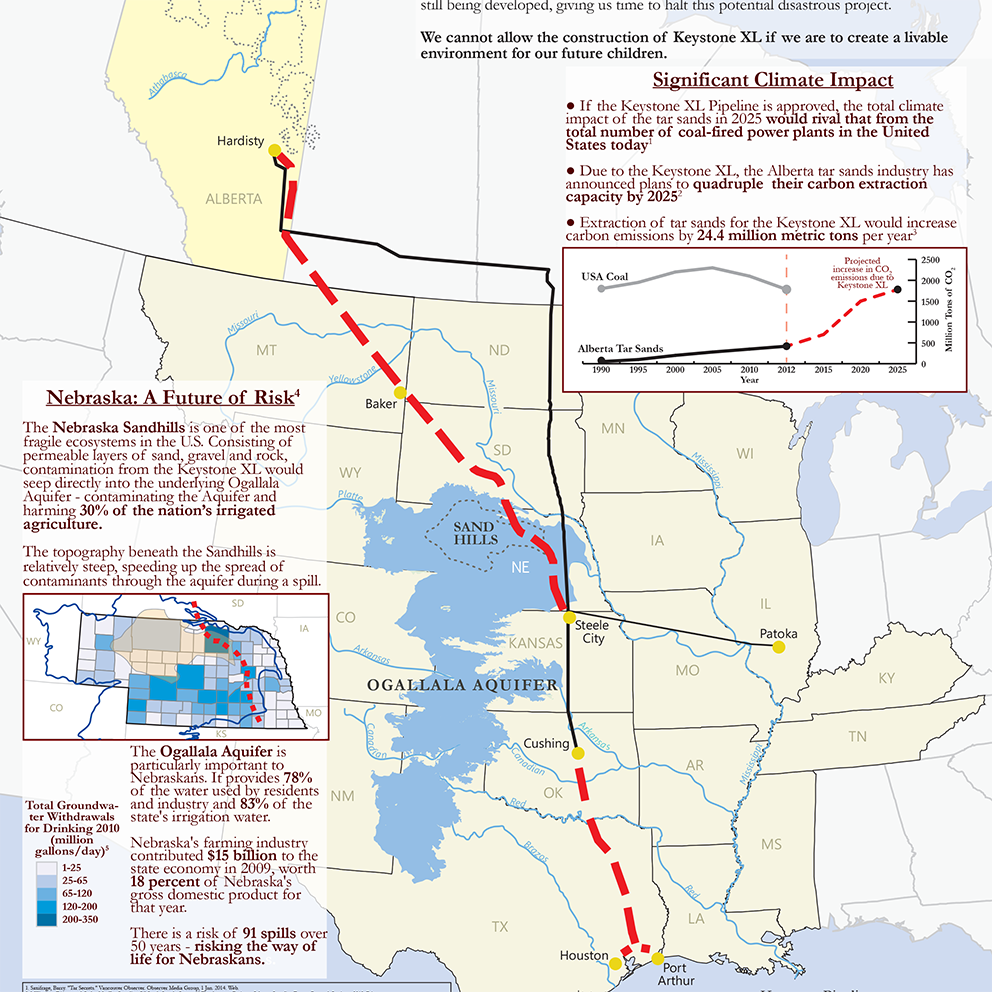 still being developed, giving us time to halt this potential disastrous project.
We cannot allow the construction of Keystone XL if we are to create a livable
environment for our future children.
Significant Climate Impact
● If the Keystone XL Pipeline is approved, the total climate
impact of the tar sands in 2025 would rival that from the
total number of coal-fired power plants in the United
States today¹
● Due to the Keystone XL, the Alberta tar sands industry has
announced plans to quadruple their carbon extraction
capacity by 2025²
● Extraction of tar sands for the Keystone XL would increase
carbon emissions by 24.4 million metric tons per year³
USA Coal
Alberta Tar Sands
Projected
increase in CO₂
emissions due to
Keystone XL
2500
2000
1500
1000
500
0
Million Tons of CO₂
1990
1995
2000
2005
2010
2012
2015
2020
2025
Year
Athabasca
Hardisty
ALBERTA
Missouri
MT
ND
Yellowstone
Missouri
Baker
SD
MN
WI
Mississippi
WY
Platte
SAND
HILLS
NE
IA
IL
CO
Steele
City
Patoka
KANSAS
MO
KY
Arkansas
OGALLALA AQUIFER
Cushing
Arkansas
Canadian
Canadian
TN
Mississippi
AR
NM
OK
Red
MS
Brazos
Red
TX
LA
Houston
Port
Arthur
Nebraska: A Future of Risk⁴
The Nebraska Sandhills is one of the most
fragile ecosystems in the U.S. Consisting of
permeable layers of sand, gravel and rock,
contamination from the Keystone XL would
seep directly into the underlying Ogallala
Aquifer - contaminating the Aquifer and
harming 30% of the nation's irrigated
agriculture.
The topography beneath the Sandhills is
relatively steep, speeding up the spread of
contaminants through the aquifer during a spill.
SD
WY
IA
CO
MO
KS
The Ogallala Aquifer is
particularly important to
Nebraskans. It provides 78%
of the water used by residents
and industry and 83% of the
state's irrigation water.
Nebraska's farming industry
contributed $15 billion to the
state economy in 2009, worth
18 percent of Nebraska's
gross domestic product for
that year.
There is a risk of 91 spills over
50 years - risking the way of
life for Nebraskans.
Total Groundwa-
ter Withdrawals
for Drinking 2010
(million
gallons/day)⁵
1-25
25-65
65-120
120-200
200-350
1. Sandrage, Barry. "Tar Secrets." Vancouver Observer. Observer Media Group, 1 Jan. 2014. Web.